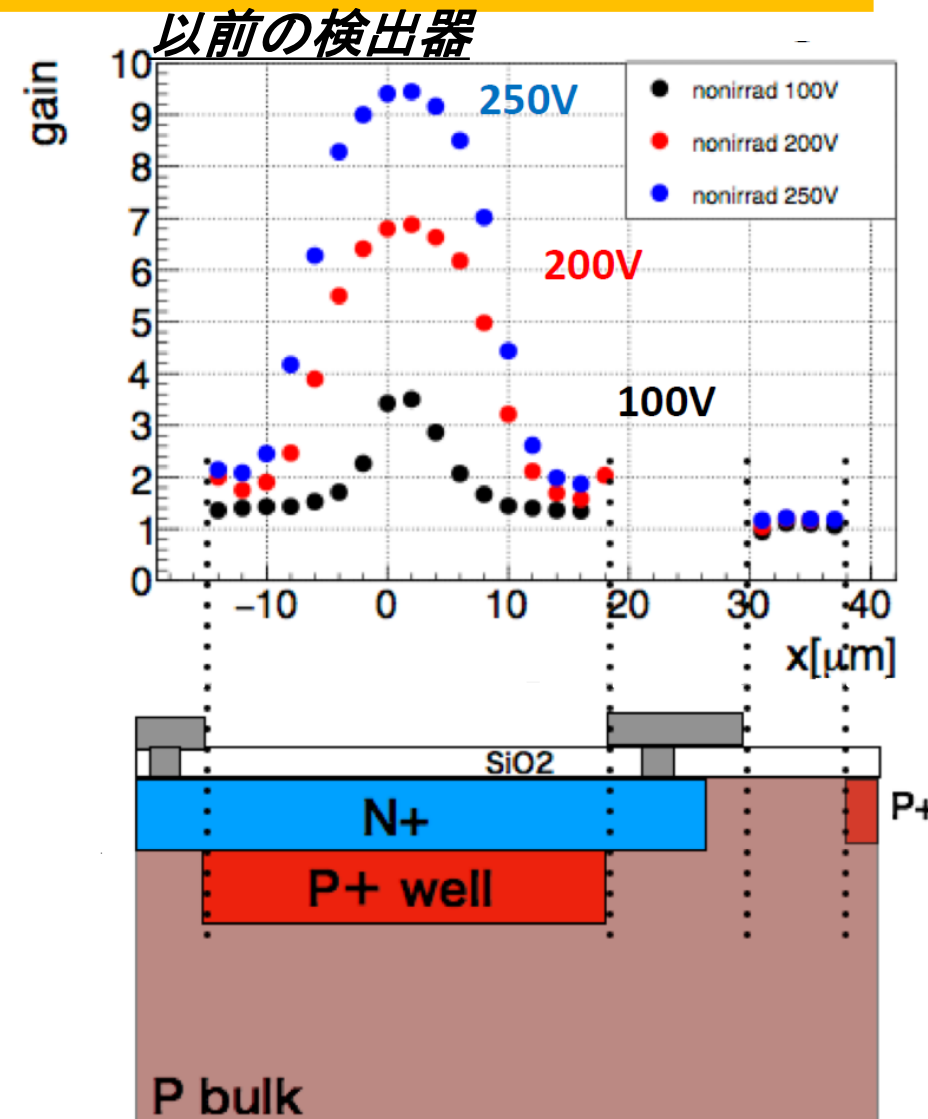 以前の検出器
gain
10
9
8
7
6
5
4
3
2
1
0
250V
200V
100V
nonirrad 100V
nonirrad 200V
nonirrad 250V
−10 0 10 20 30 40
x[μm]
SiO2
N+
P+
P+ well
P bulk